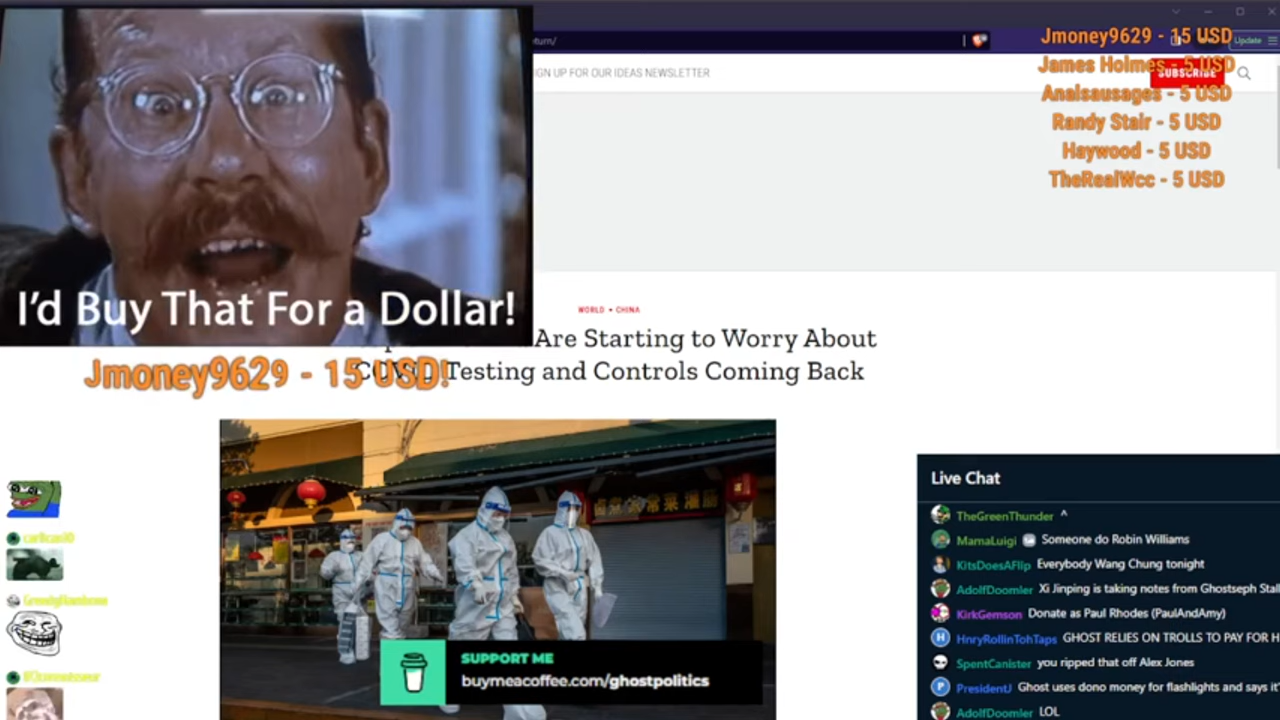 eturn/
Update
IGN UP FOR OUR IDEAS NEWSLETTER
SUBSCRIBE
Jmoney9629 - 15 USD
James Holmes - 5 USD
Analsausages - 5 USD
Randy Stair - 5 USD
Haywood - 5 USD
TheRealWcc - 5 USD
I'd Buy That For a Dollar!
Jmoney9629 - 15 USD!
WORLD • CHINA
Are Starting to Worry About
COVID Testing and Controls Coming Back
carlican10
SUPPORT ME
buymeacoffee.com/ghostpolitics
Live Chat
TheGreenThunder ^
MamaLuigi Someone do Robin Williams
KitsDoesAFlip Everybody Wang Chung tonight
AdolfDoomler Xi Jinping is taking notes from Ghostseph Stal
KirkGemson Donate as Paul Rhodes (PaulAndAmy)
H HnryRollinTohTaps GHOST RELIES ON TROLLS TO PAY FOR H
SpentCanister you ripped that off Alex Jones
P PresidentJ Ghost uses dono money for flashlights and says it'
AdolfDoomler LOL